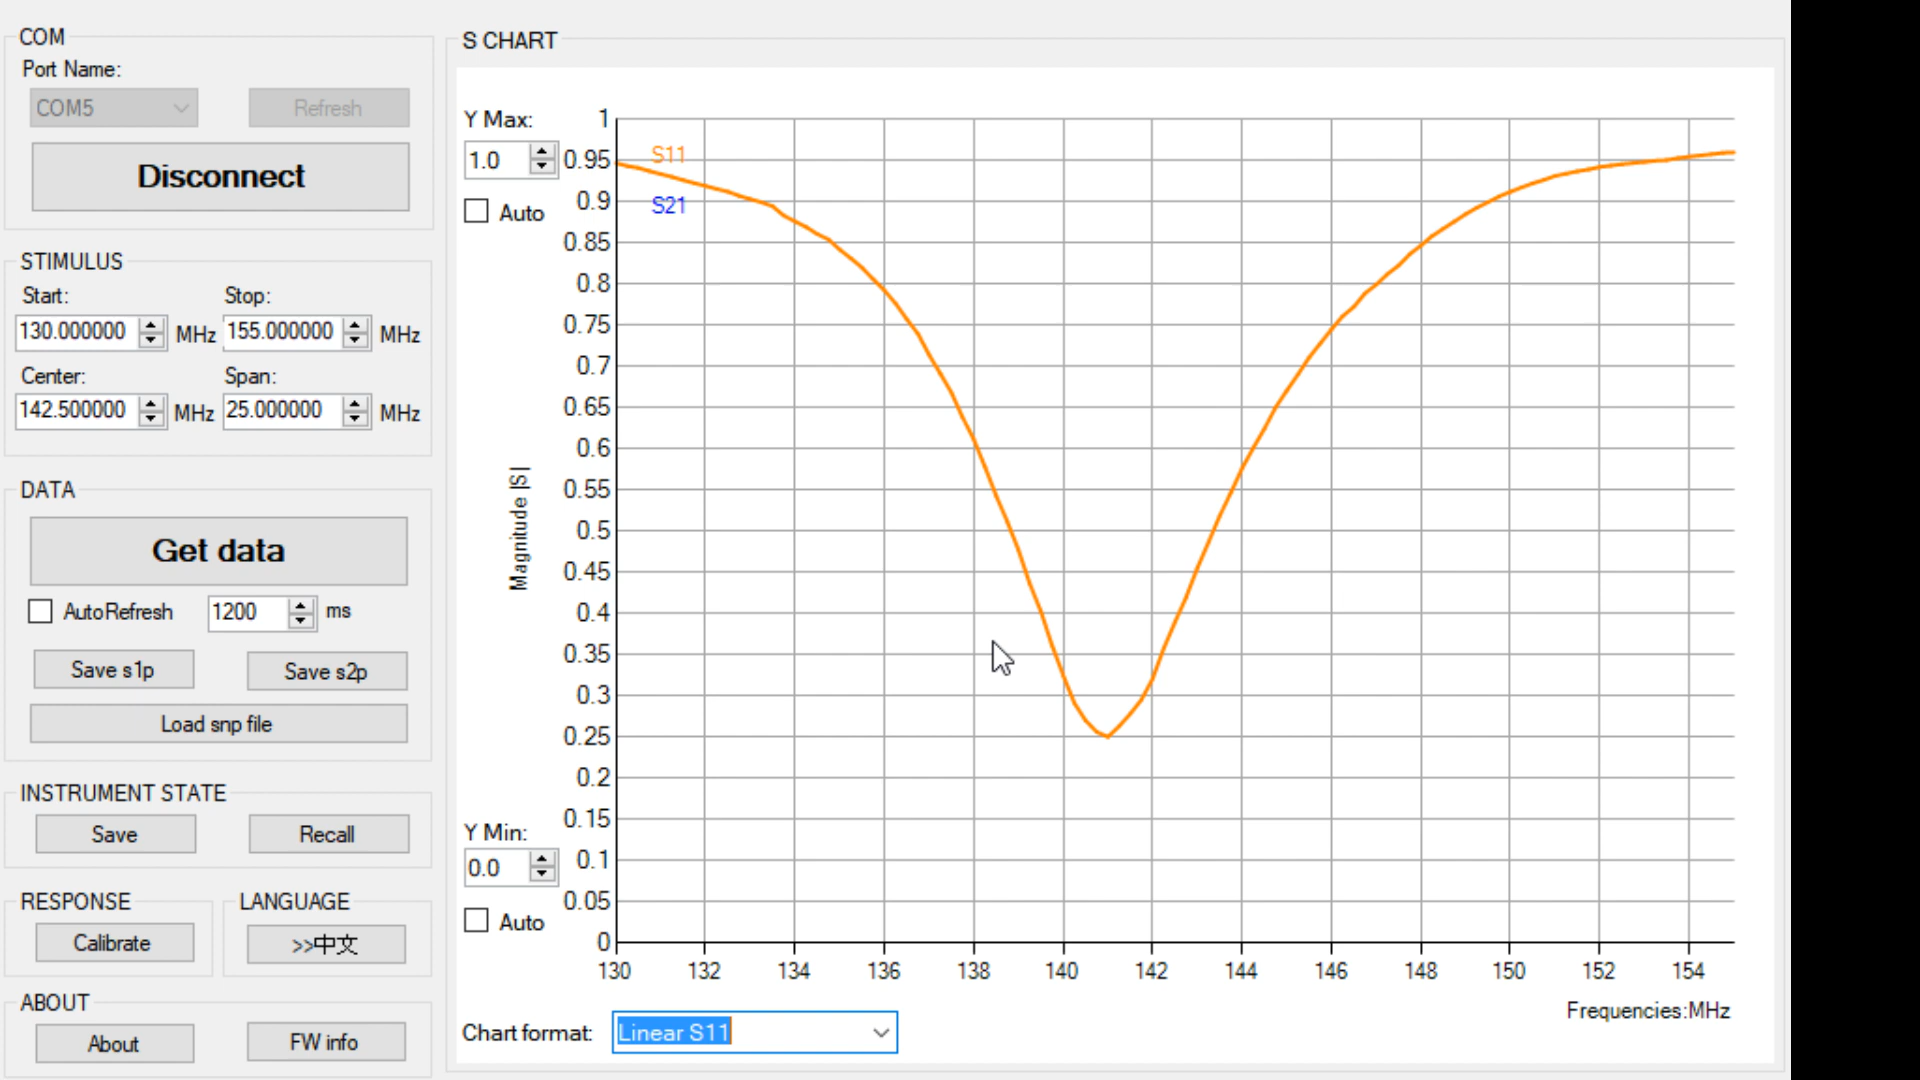 COM
Port Name:
COM5
Refresh
Disconnect
STIMULUS
Start:
Stop:
130.000000 MHz 155.000000 MHz
Center:
Span:
142.500000 MHz 25.000000 MHz
DATA
Get data
AutoRefresh 1200 ms
Save s1p
Save s2p
Load snp file
INSTRUMENT STATE
Save
Recall
RESPONSE
Calibrate
LANGUAGE
>>中文
ABOUT
About
FW info
S CHART
Y Max:
1.0
Auto
S11
S21
1
0.95
0.9
0.85
0.8
0.75
0.7
0.65
0.6
0.55
0.5
0.45
0.4
0.35
0.3
0.25
0.2
0.15
0.1
0.05
0
Magnitude |S|
Y Min:
0.0
Auto
130 132 134 136 138 140 142 144 146 148 150 152 154
Frequencies:MHz
Chart format: Linear S11